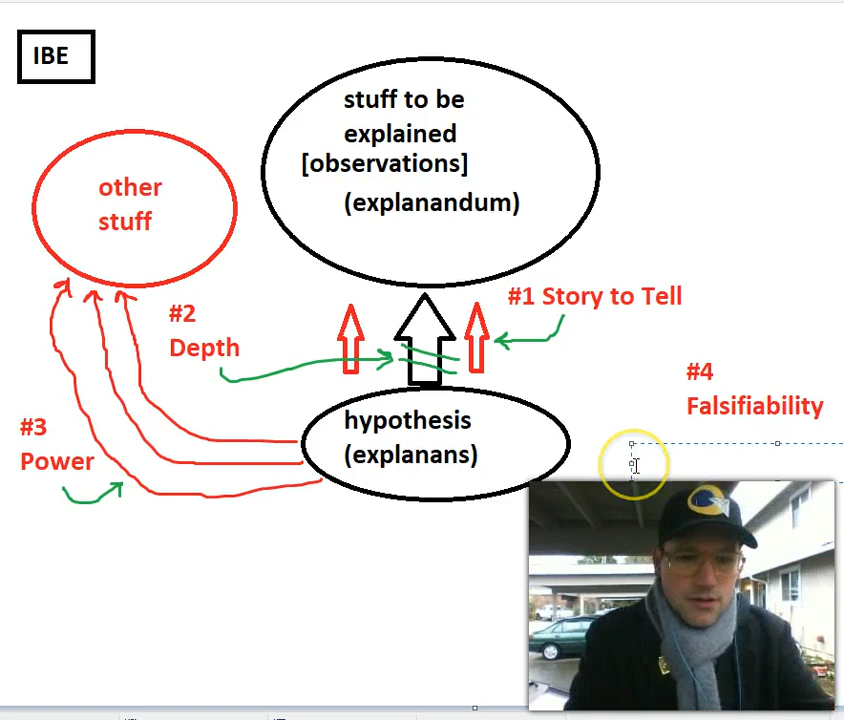 IBE
stuff to be
explained
[observations]
(explanandum)
other
stuff
#1 Story to Tell
#2
Depth
#4
Falsifiability
hypothesis
(explanans)
#3
Power